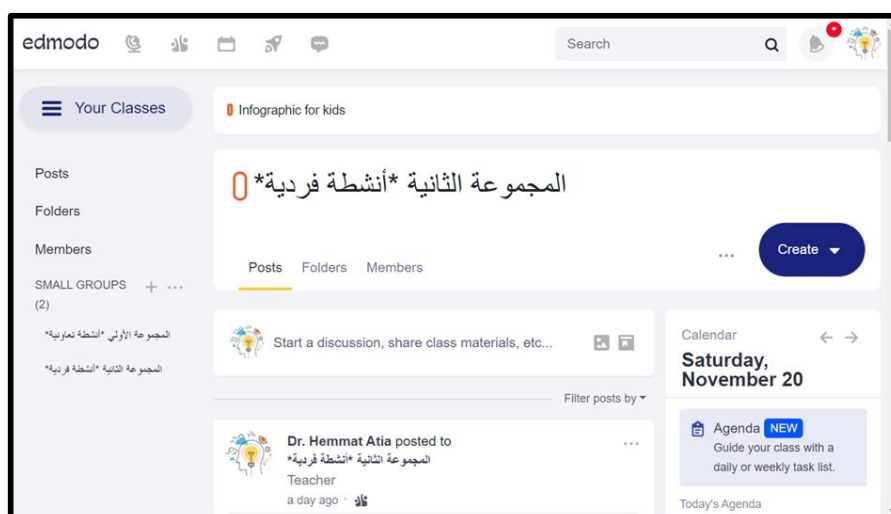 edmodo
Search
Your Classes
Infographic for kids
Posts
Folders
Members
SMALL GROUPS
(2)
المجموعة الأولي *أنشطة تعاونية*
المجموعة الثانية *أنشطة فردية*
المجموعة الثانية *أنشطة فردية*
Create
Posts Folders Members
Start a discussion, share class materials, etc...
Filter posts by
Dr. Hemmat Atia posted to
المجموعة الثانية *أنشطة فردية*
Teacher
a day ago ·
Calendar
Saturday,
November 20
Agenda NEW
Guide your class with a
daily or weekly task list.
Today's Agenda